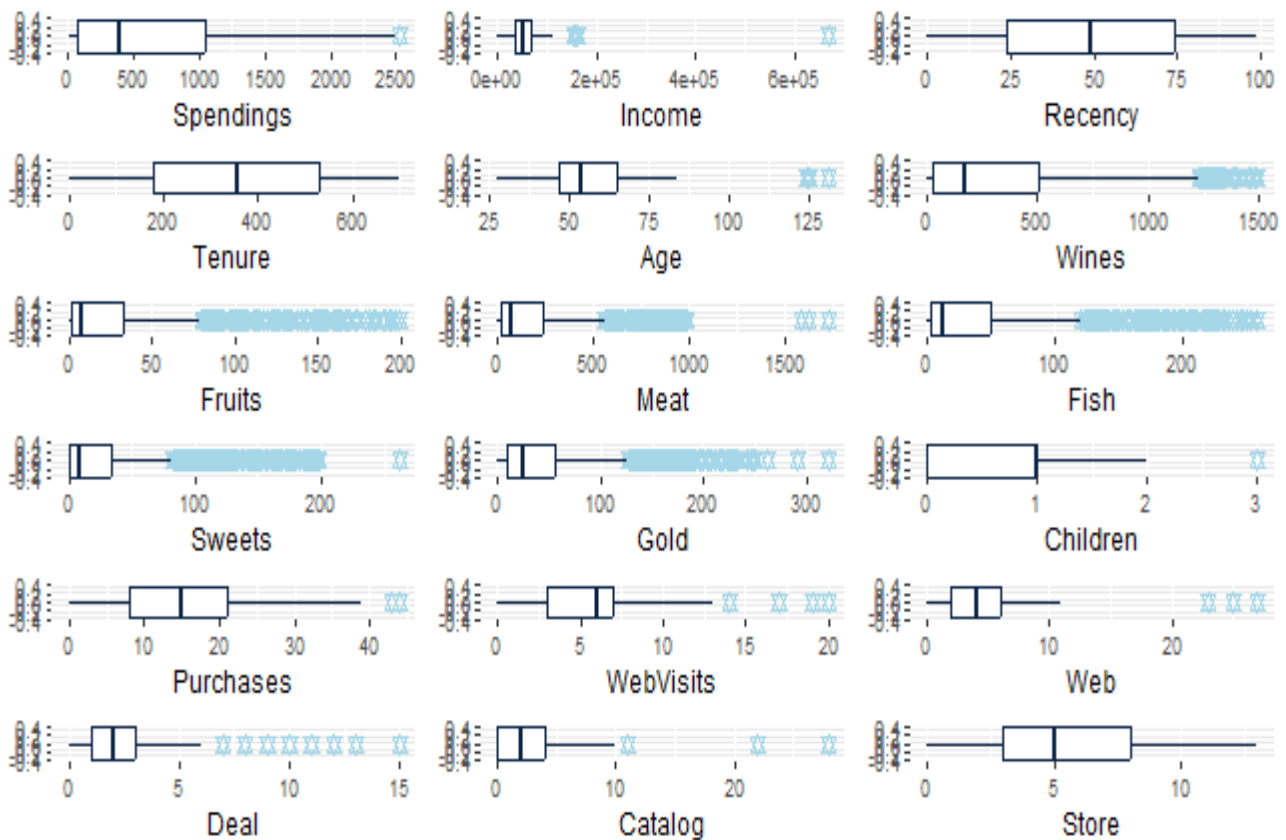 0 500 1000 1500 2000 2500
Spendings
0e+00 2e+05 4e+05 6e+05
Income
0 25 50 75 100
Recency
0 200 400 600
Tenure
25 50 75 100 125
Age
0 500 1000 1500
Wines
0 50 100 150 200
Fruits
0 500 1000 1500
Meat
0 100 200
Fish
0 100 200
Sweets
0 100 200 300
Gold
0 1 2 3
Children
0 10 20 30 40
Purchases
0 5 10 15 20
WebVisits
0 10 20
Web
0 5 10 15
Deal
0 10 20
Catalog
0 5 10
Store